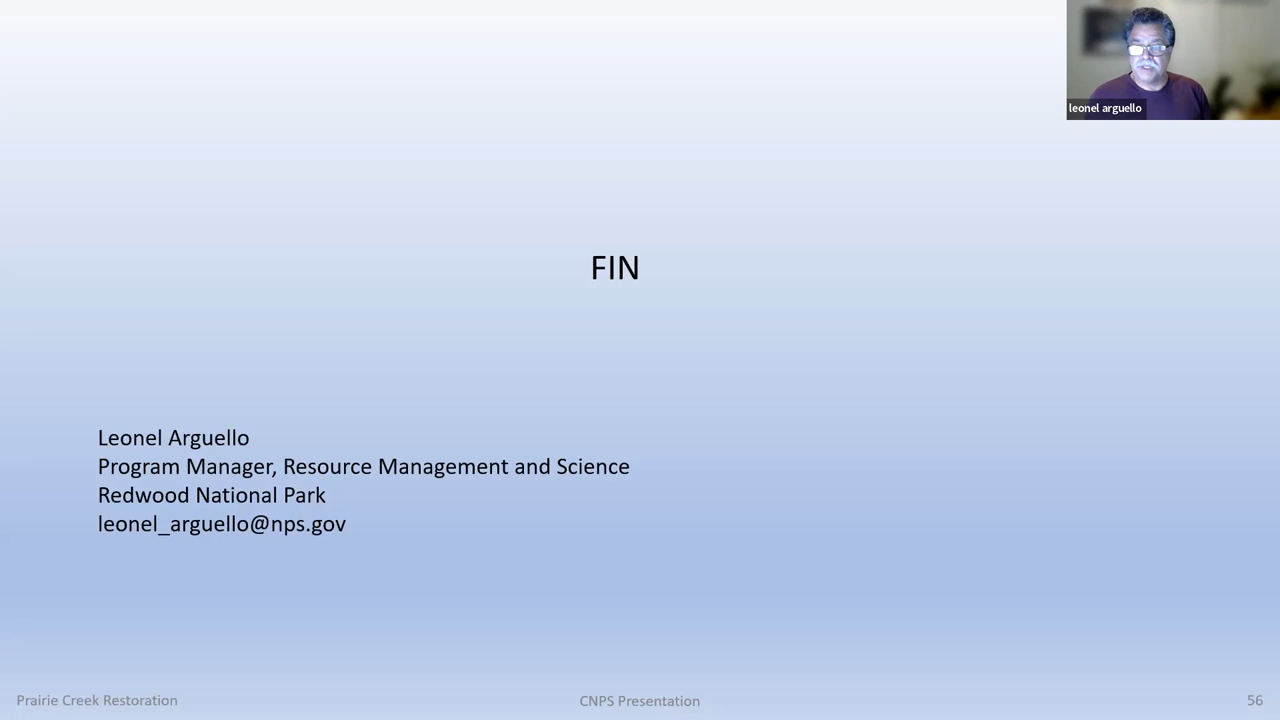 leonel arguello
FIN
Leonel Arguello
Program Manager, Resource Management and Science
Redwood National Park
leonel_arguello@nps.gov
Prairie Creek Restoration
CNPS Presentation
56